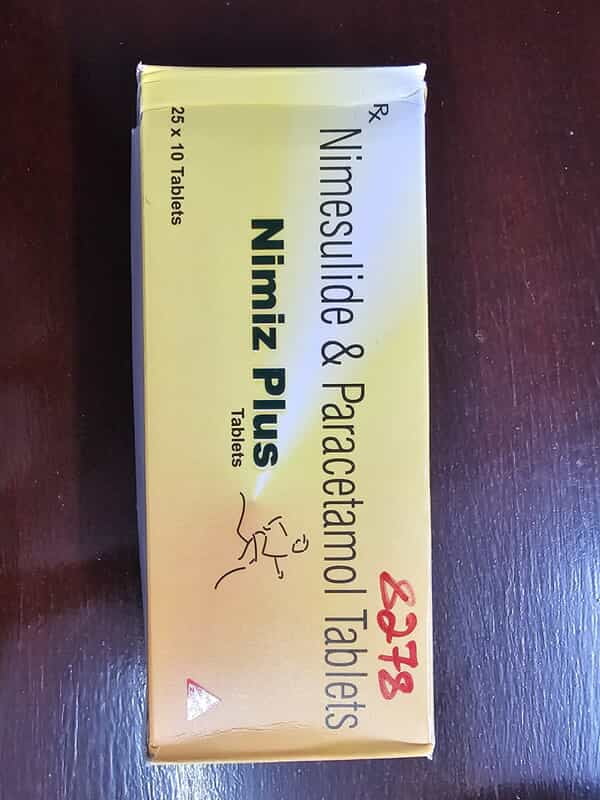 Rx
Nimesulide & Paracetamol Tablets
8278
Nimiz Plus
Tablets
25 x 10 Tablets